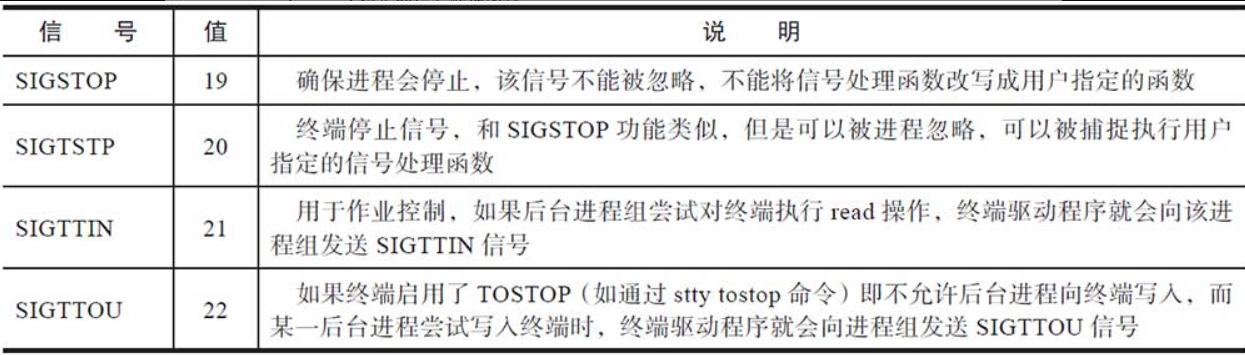 信 号 值 说 明
SIGSTOP 19 确保进程会停止，该信号不能被忽略，不能将信号处理函数改写成用户指定的函数
SIGTSTP 20 终端停止信号，和 SIGSTOP 功能类似，但是可以被进程忽略，可以被捕捉执行用户
指定的信号处理函数
SIGTTIN 21 用于作业控制，如果后台进程组尝试对终端执行 read 操作，终端驱动程序就会向该进
程组发送 SIGTTIN 信号
SIGTTOU 22 如果终端启用了 TOSTOP（如通过 stty tostop 命令）即不允许后台进程向终端写入，而
某一后台进程尝试写入终端时，终端驱动程序就会向进程组发送 SIGTTOU 信号